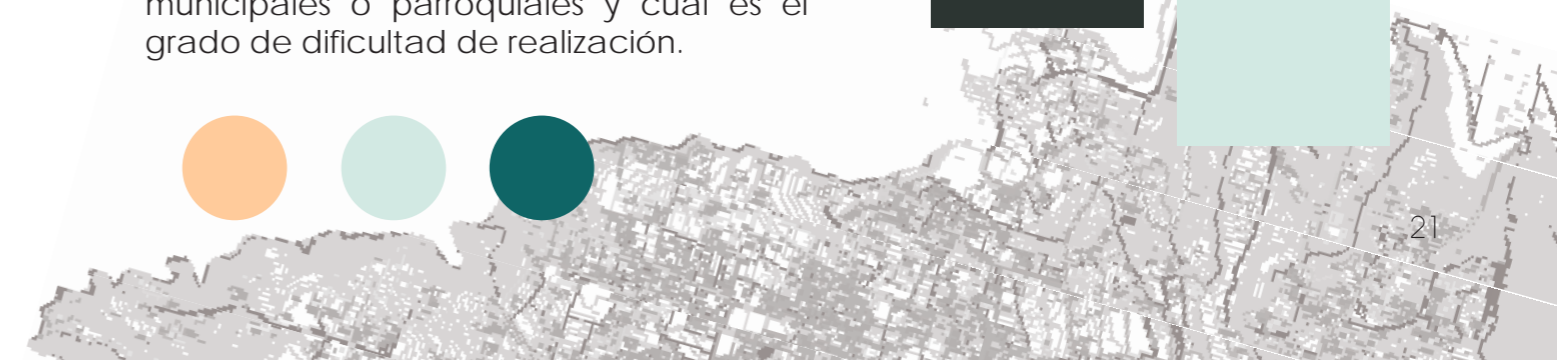 municipales o parroquiales y cuál es el
grado de dificultad de realización.
21